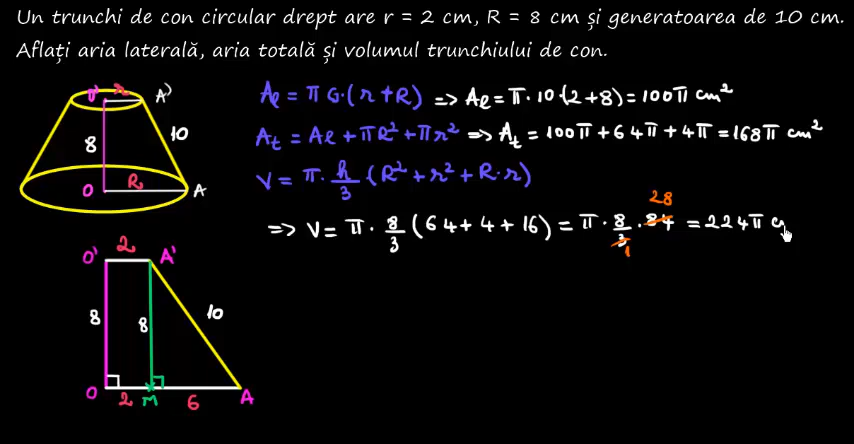 Un trunchi de con circular drept are r = 2 cm, R = 8 cm și generatoarea de 10 cm.
Aflați aria laterală, aria totală și volumul trunchiului de con.
O' r A'
8 10
O R A
Al = π G·(r+R) => Al = π·10(2+8) = 100π cm²
At = Al + πR² + πr² => At = 100π + 64π + 4π = 168π cm²
V = π · h/3 (R² + r² + R·r)
=> V = π · 8/3 (64 + 4 + 16) = π · 8/3 · 84 = 224π c
28
1
O' 2 A'
8 8 10
O 2 M 6 A